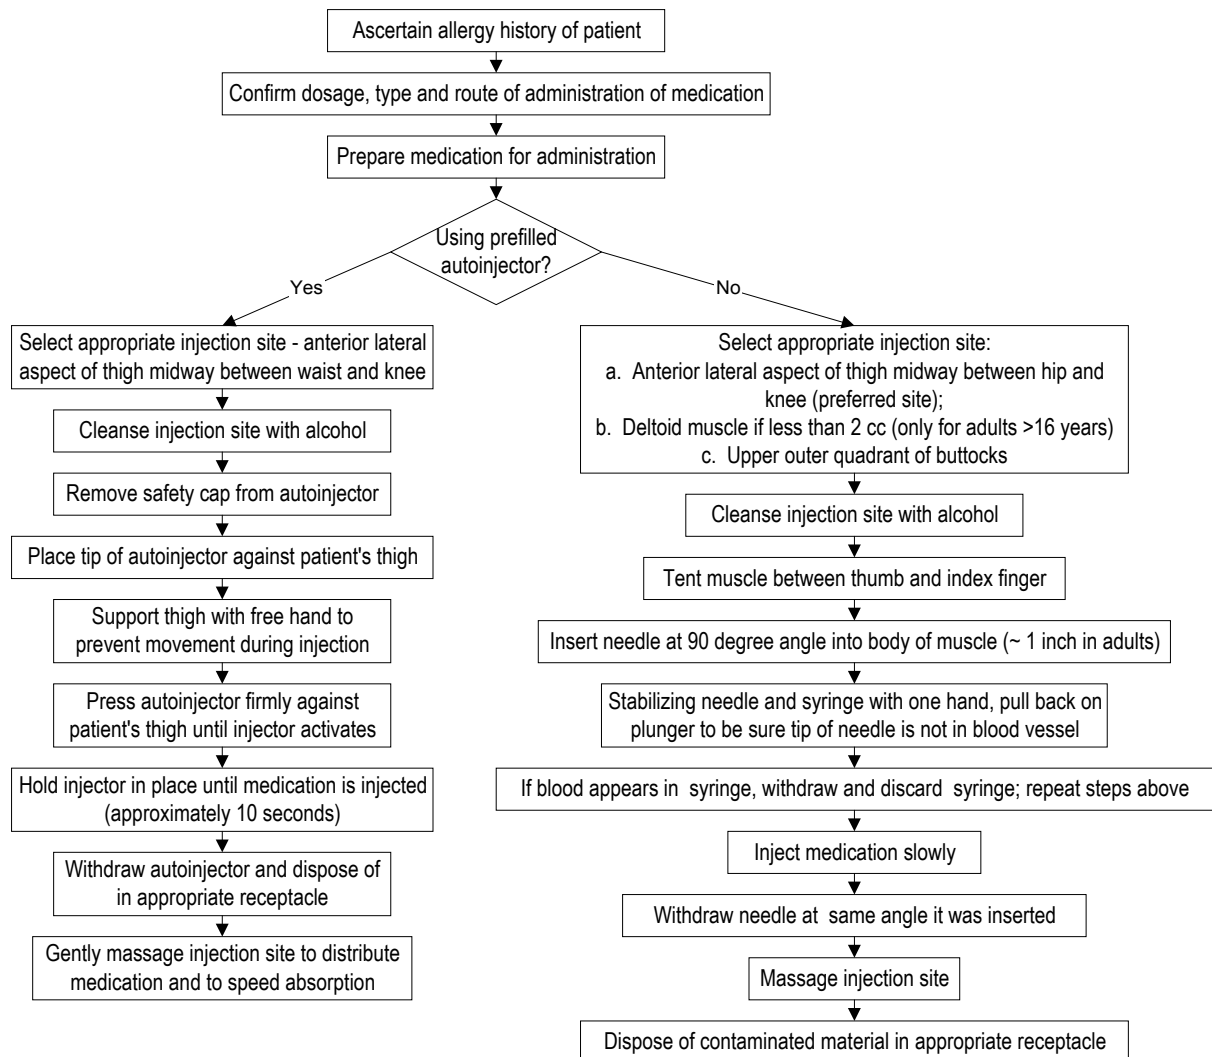 Ascertain allergy history of patient
Confirm dosage, type and route of administration of medication
Prepare medication for administration
Using prefilled
autoinjector?
Yes
No
Select appropriate injection site - anterior lateral
aspect of thigh midway between waist and knee
Cleanse injection site with alcohol
Remove safety cap from autoinjector
Place tip of autoinjector against patient's thigh
Support thigh with free hand to
prevent movement during injection
Press autoinjector firmly against
patient's thigh until injector activates
Hold injector in place until medication is injected
(approximately 10 seconds)
Withdraw autoinjector and dispose of
in appropriate receptacle
Gently massage injection site to distribute
medication and to speed absorption
Select appropriate injection site:
a. Anterior lateral aspect of thigh midway between hip and
knee (preferred site);
b. Deltoid muscle if less than 2 cc (only for adults >16 years)
c. Upper outer quadrant of buttocks
Cleanse injection site with alcohol
Tent muscle between thumb and index finger
Insert needle at 90 degree angle into body of muscle (~ 1 inch in adults)
Stabilizing needle and syringe with one hand, pull back on
plunger to be sure tip of needle is not in blood vessel
If blood appears in syringe, withdraw and discard syringe; repeat steps above
Inject medication slowly
Withdraw needle at same angle it was inserted
Massage injection site
Dispose of contaminated material in appropriate receptacle